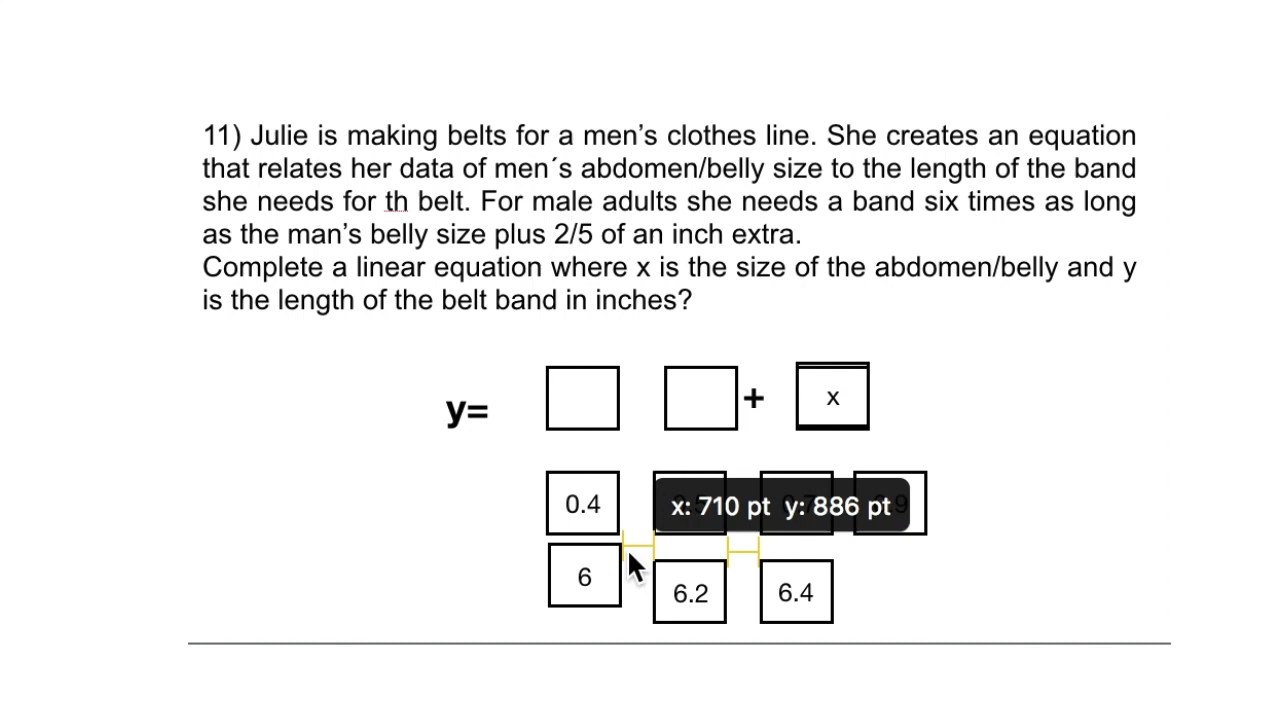 11) Julie is making belts for a men’s clothes line. She creates an equation
that relates her data of men´s abdomen/belly size to the length of the band
she needs for th belt. For male adults she needs a band six times as long
as the man’s belly size plus 2/5 of an inch extra.
Complete a linear equation where x is the size of the abdomen/belly and y
is the length of the belt band in inches?
y= + x
0.4 x: 710 pt y: 886 pt
6 6.2 6.4